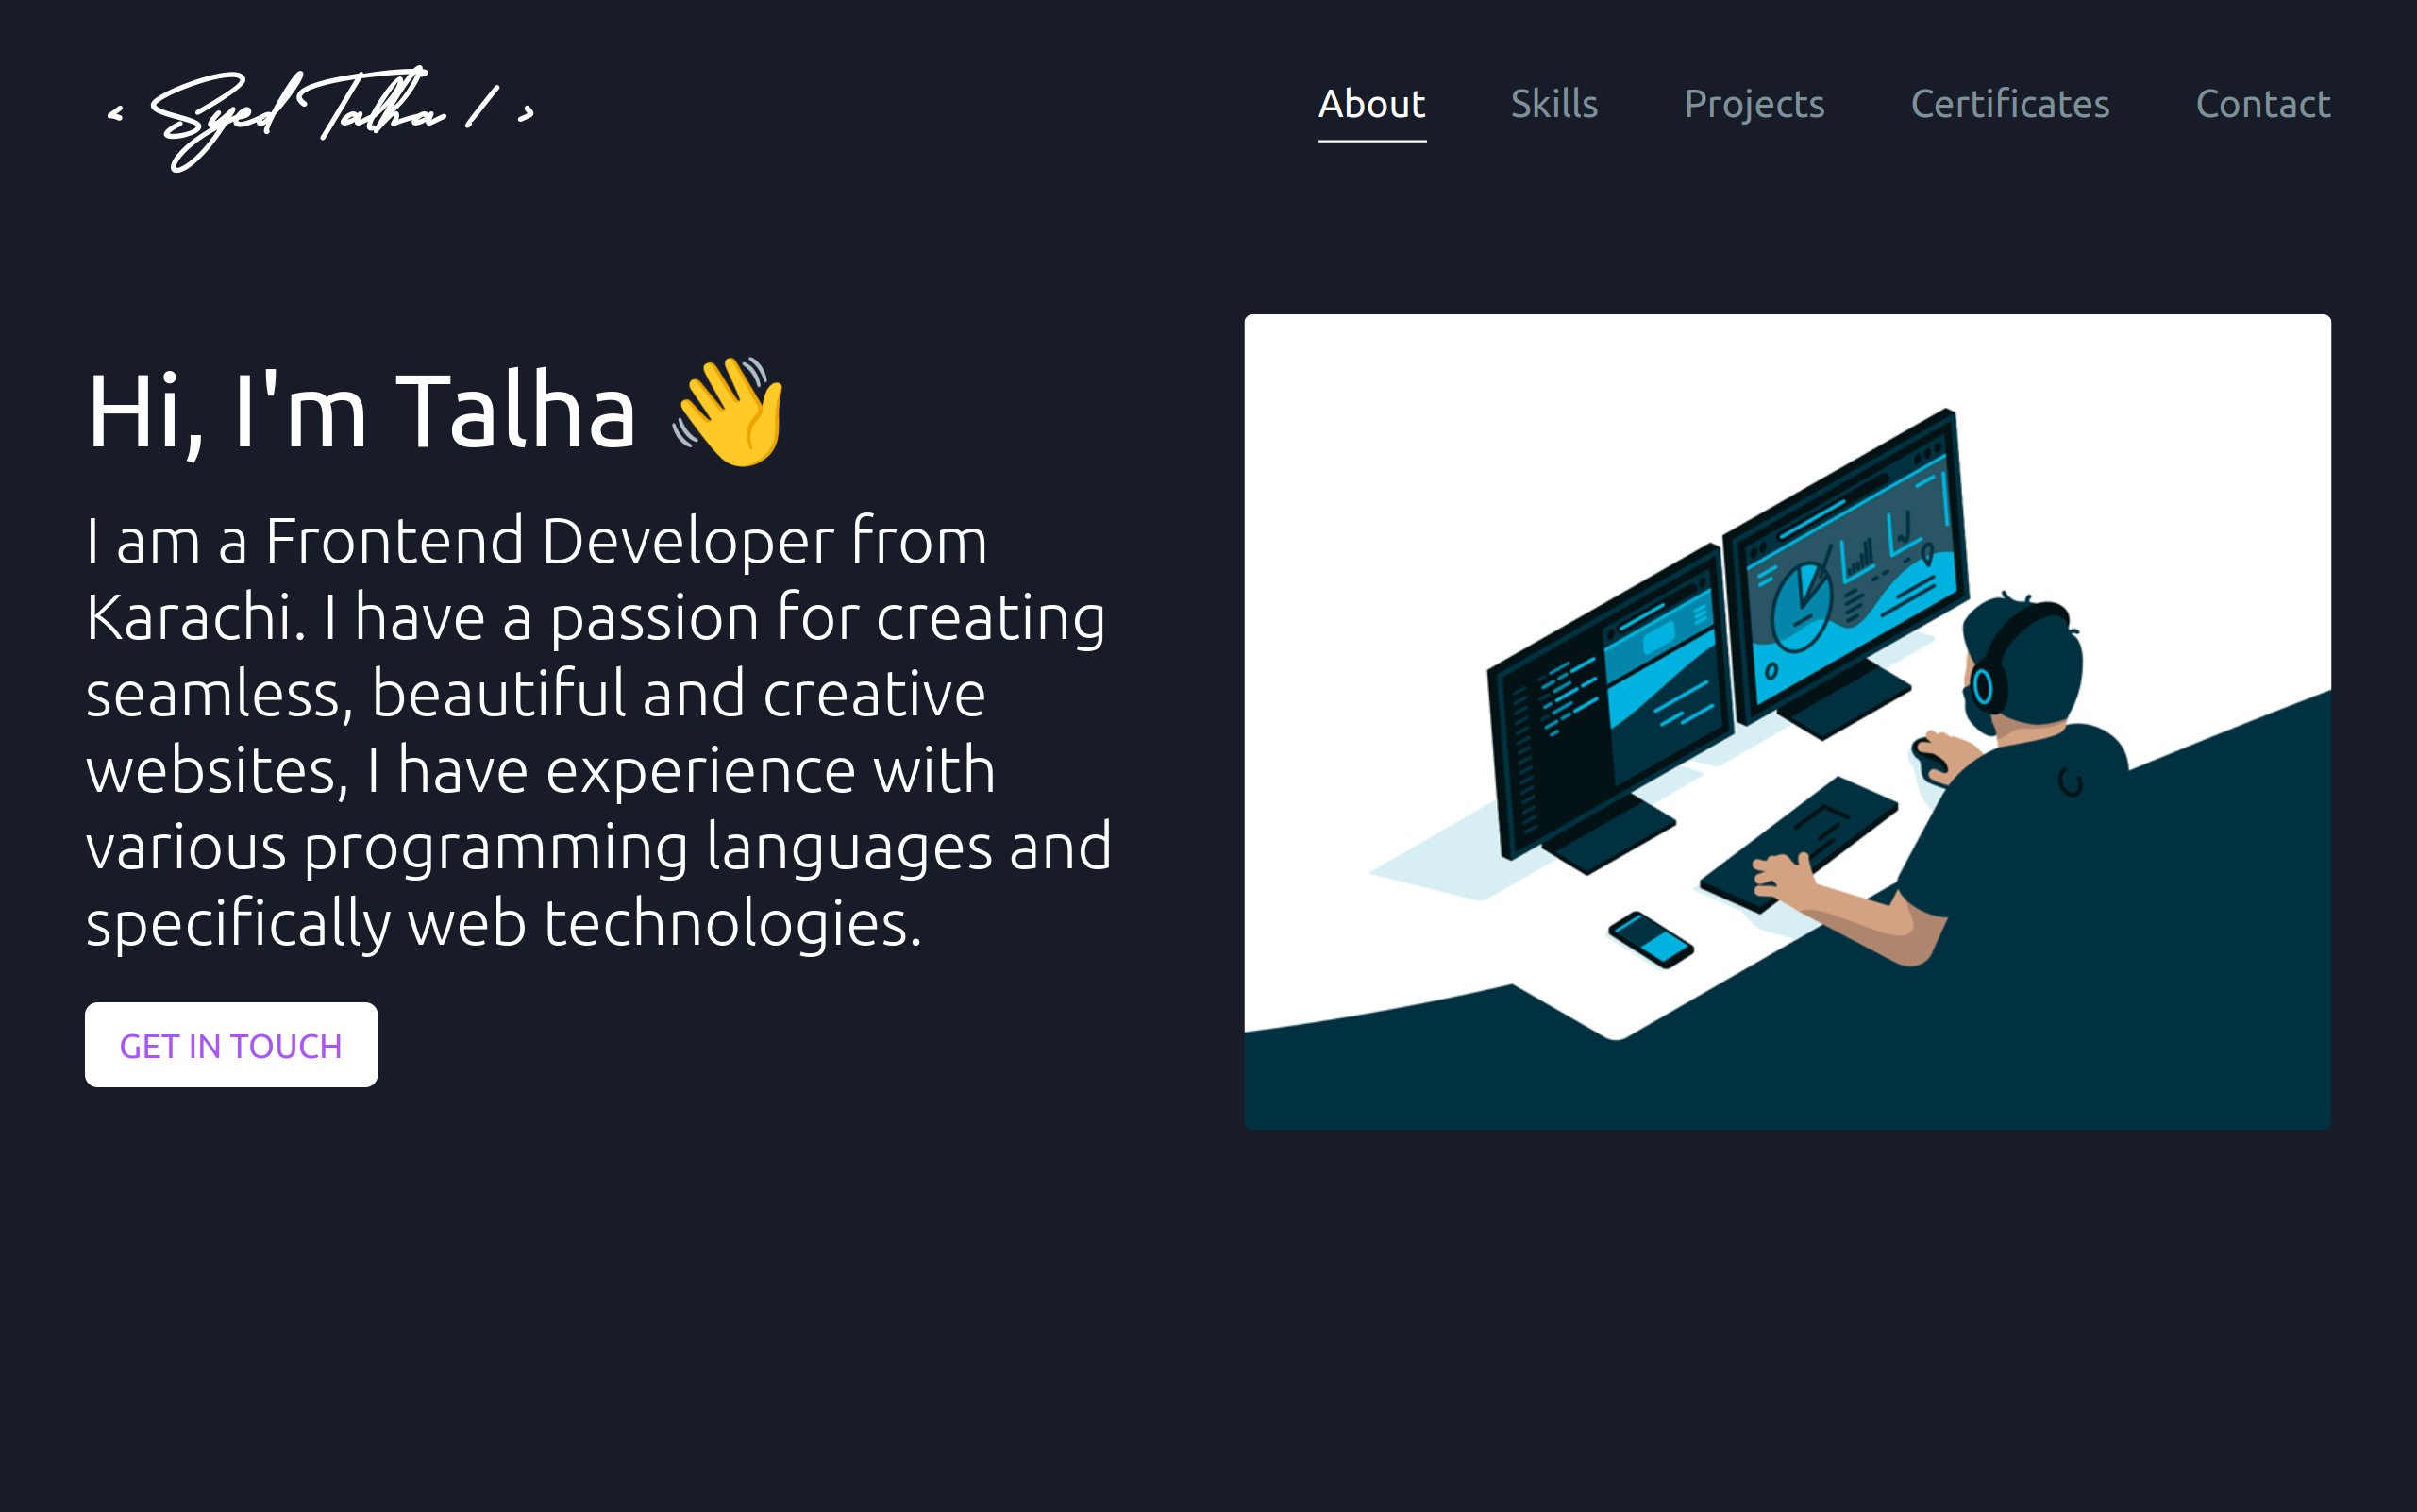 < Syed Talha / >
About Skills Projects Certificates Contact
Hi, I'm Talha 👋
I am a Frontend Developer from
Karachi. I have a passion for creating
seamless, beautiful and creative
websites, I have experience with
various programming languages and
specifically web technologies.
GET IN TOUCH